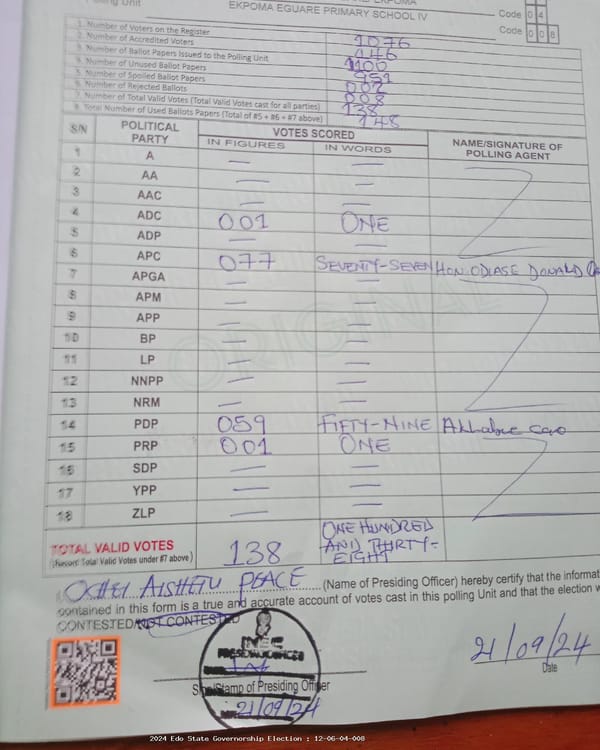 Polling Unit EKPOMA EGUARE PRIMARY SCHOOL IV Code 0 4
Code 0 0 8
1. Number of Voters on the Register 1076
2. Number of Accredited Voters 146
3. Number of Ballot Papers Issued to the Polling Unit 1100
4. Number of Unused Ballot Papers 951
5. Number of Spoiled Ballot Papers 002
6. Number of Rejected Ballots 008
7. Number of Total Valid Votes (Total Valid Votes cast for all parties) 138
8. Total Number of Used Ballots Papers (Total of #5 + #6 + #7 above) 148
S/N POLITICAL PARTY VOTES SCORED NAME/SIGNATURE OF POLLING AGENT
IN FIGURES IN WORDS
1 A — —
2 AA — —
3 AAC — —
4 ADC 001 ONE
5 ADP — —
6 APC 077 SEVENTY-SEVEN HON. ODIASE DONALD
7 APGA — —
8 APM — —
9 APP — —
10 BP — —
11 LP — —
12 NNPP — —
13 NRM — —
14 PDP 059 FIFTY-NINE
15 PRP 001 ONE
16 SDP — —
17 YPP — —
18 ZLP — —
ORIGINAL
TOTAL VALID VOTES 138 ONE HUNDRED AND THIRTY-EIGHT
(Record Total Valid Votes under #7 above)
I, OCHEI AISHETU PEACE (Name of Presiding Officer) hereby certify that the informat
contained in this form is a true and accurate account of votes cast in this polling Unit and that the election w
CONTESTED/NOT CONTESTED
INEC
PRESIDING OFFICER
21/09/24
Sign/Stamp of Presiding Officer
21/09/24
Date
2024 Edo State Governorship Election : 12-06-04-008